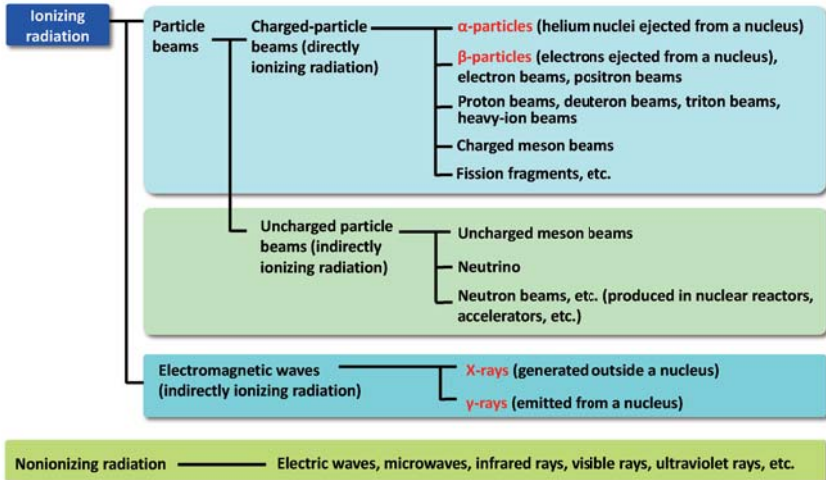 Ionizing
radiation
Particle
beams
Charged-particle
beams (directly
ionizing radiation)
α-particles (helium nuclei ejected from a nucleus)
β-particles (electrons ejected from a nucleus),
electron beams, positron beams
Proton beams, deuteron beams, triton beams,
heavy-ion beams
Charged meson beams
Fission fragments, etc.
Uncharged particle
beams (indirectly
ionizing radiation)
Uncharged meson beams
Neutrino
Neutron beams, etc. (produced in nuclear reactors,
accelerators, etc.)
Electromagnetic waves
(indirectly ionizing radiation)
X-rays (generated outside a nucleus)
γ-rays (emitted from a nucleus)
Nonionizing radiation
Electric waves, microwaves, infrared rays, visible rays, ultraviolet rays, etc.